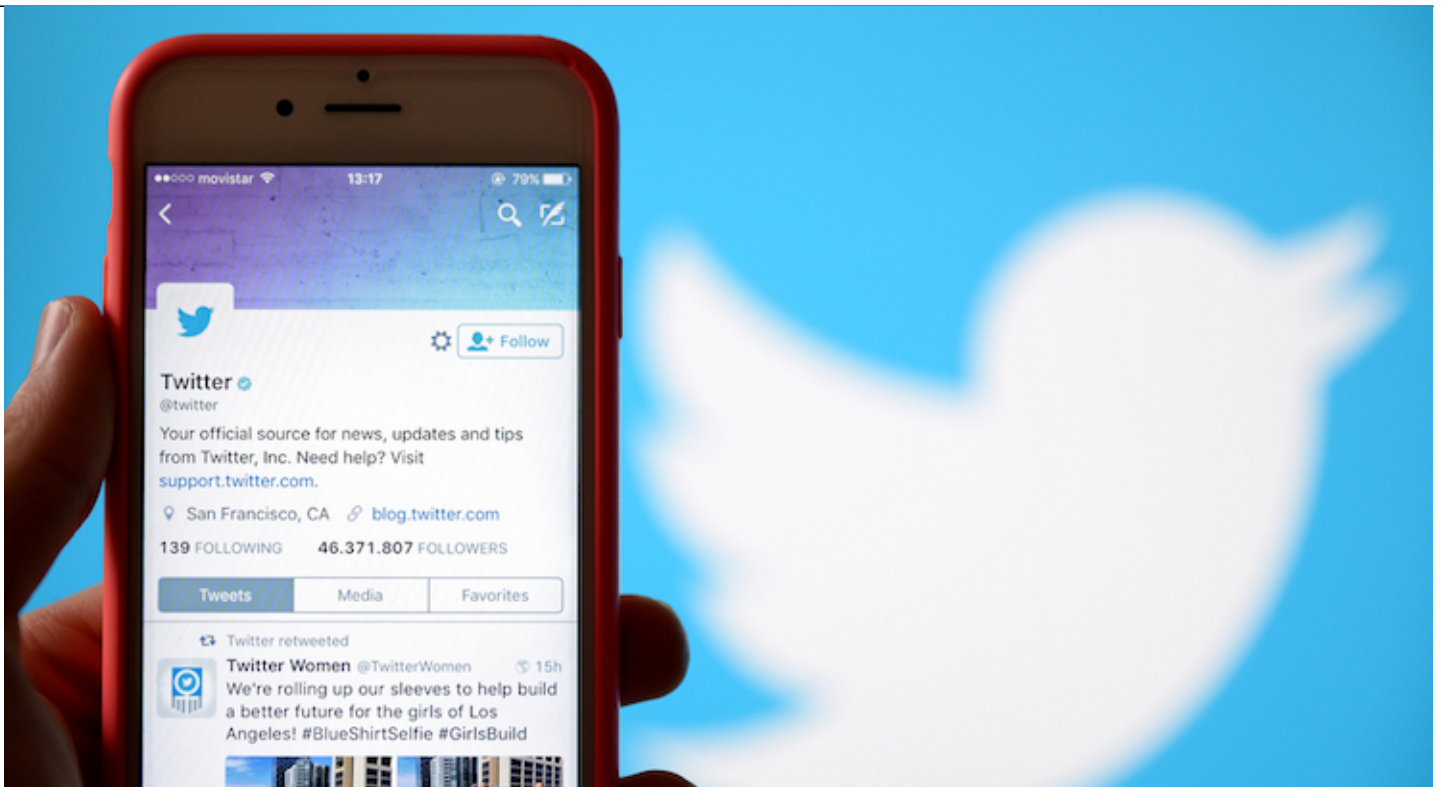 movistar 13:17 79%
Follow
Twitter
@twitter
Your official source for news, updates and tips
from Twitter, Inc. Need help? Visit
support.twitter.com.
San Francisco, CA blog.twitter.com
139 FOLLOWING 46.371.807 FOLLOWERS
Tweets Media Favorites
Twitter retweeted
Twitter Women @TwitterWomen 15h
We're rolling up our sleeves to help build
a better future for the girls of Los
Angeles! #BlueShirtSelfie #GirlsBuild